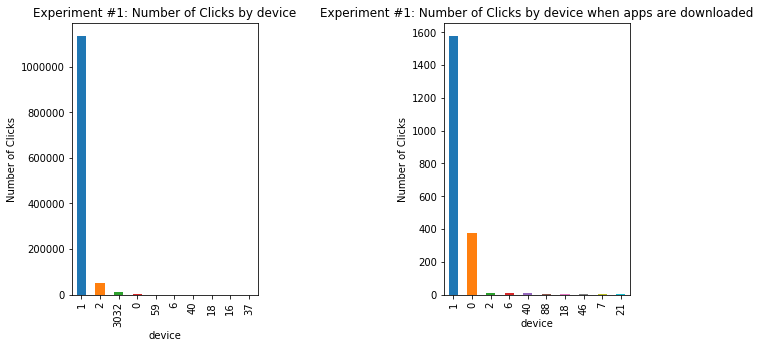 Experiment #1: Number of Clicks by device
1000000
800000
600000
400000
200000
0
Number of Clicks
1 2 3032 0 59 6 40 18 16 37
device
Experiment #1: Number of Clicks by device when apps are downloaded
1600
1400
1200
1000
800
600
400
200
0
Number of Clicks
1 0 2 6 40 88 18 46 7 21
device